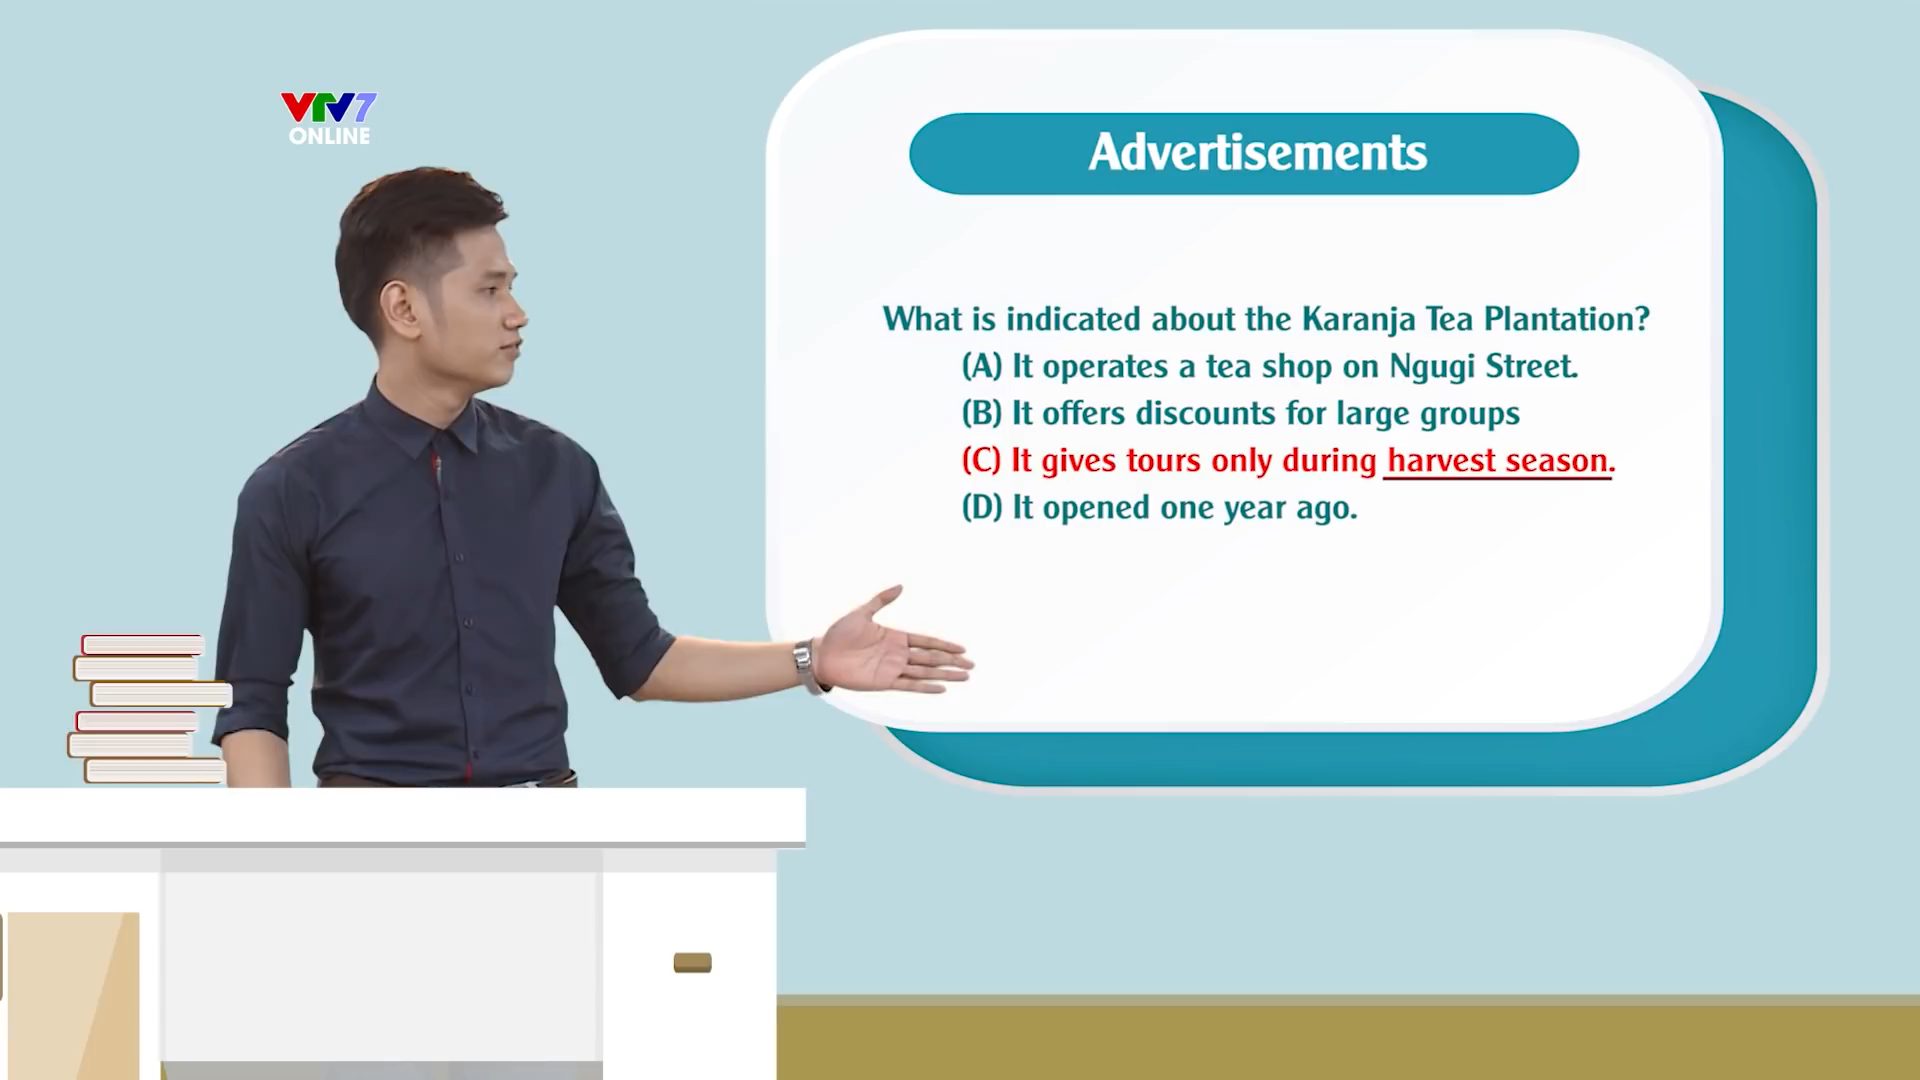 VTV7
ONLINE
Advertisements
What is indicated about the Karanja Tea Plantation?
(A) It operates a tea shop on Ngugi Street.
(B) It offers discounts for large groups
(C) It gives tours only during harvest season.
(D) It opened one year ago.